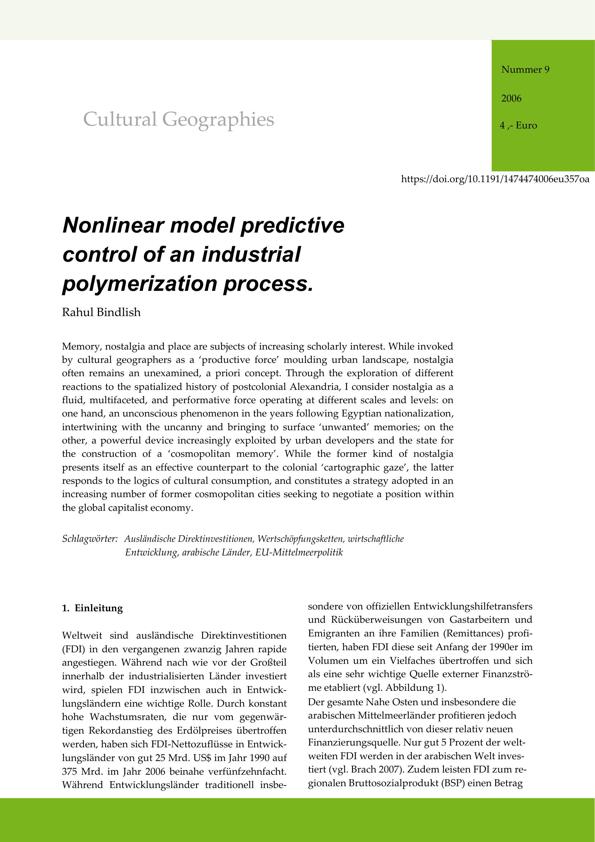 Nummer 9
2006
4 ,- Euro
Cultural Geographies
https://doi.org/10.1191/1474474006eu357oa
Nonlinear model predictive
control of an industrial
polymerization process.
Rahul Bindlish
Memory, nostalgia and place are subjects of increasing scholarly interest. While invoked
by cultural geographers as a ‘productive force’ moulding urban landscape, nostalgia
often remains an unexamined, a priori concept. Through the exploration of different
reactions to the spatialized history of postcolonial Alexandria, I consider nostalgia as a
fluid, multifaceted, and performative force operating at different scales and levels: on
one hand, an unconscious phenomenon in the years following Egyptian nationalization,
intertwining with the uncanny and bringing to surface ‘unwanted’ memories; on the
other, a powerful device increasingly exploited by urban developers and the state for
the construction of a ‘cosmopolitan memory’. While the former kind of nostalgia
presents itself as an effective counterpart to the colonial ‘cartographic gaze’, the latter
responds to the logics of cultural consumption, and constitutes a strategy adopted in an
increasing number of former cosmopolitan cities seeking to negotiate a position within
the global capitalist economy.
Schlagwörter: Ausländische Direktinvestitionen, Wertschöpfungsketten, wirtschaftliche
Entwicklung, arabische Länder, EU-Mittelmeerpolitik
1. Einleitung
Weltweit sind ausländische Direktinvestitionen
(FDI) in den vergangenen zwanzig Jahren rapide
angestiegen. Während nach wie vor der Großteil
innerhalb der industrialisierten Länder investiert
wird, spielen FDI inzwischen auch in Entwick-
lungsländern eine wichtige Rolle. Durch konstant
hohe Wachstumsraten, die nur vom gegenwär-
tigen Rekordanstieg des Erdölpreises übertroffen
werden, haben sich FDI-Nettozuflüsse in Entwick-
lungsländer von gut 25 Mrd. US$ im Jahr 1990 auf
375 Mrd. im Jahr 2006 beinahe verfünfzehnfacht.
Während Entwicklungsländer traditionell insbe-
sondere von offiziellen Entwicklungshilfetransfers
und Rücküberweisungen von Gastarbeitern und
Emigranten an ihre Familien (Remittances) profi-
tierten, haben FDI diese seit Anfang der 1990er im
Volumen um ein Vielfaches übertroffen und sich
als eine sehr wichtige Quelle externer Finanzströ-
me etabliert (vgl. Abbildung 1).
Der gesamte Nahe Osten und insbesondere die
arabischen Mittelmeerländer profitieren jedoch
unterdurchschnittlich von dieser relativ neuen
Finanzierungsquelle. Nur gut 5 Prozent der welt-
weiten FDI werden in der arabischen Welt inves-
tiert (vgl. Brach 2007). Zudem leisten FDI zum re-
gionalen Bruttosozialprodukt (BSP) einen Betrag